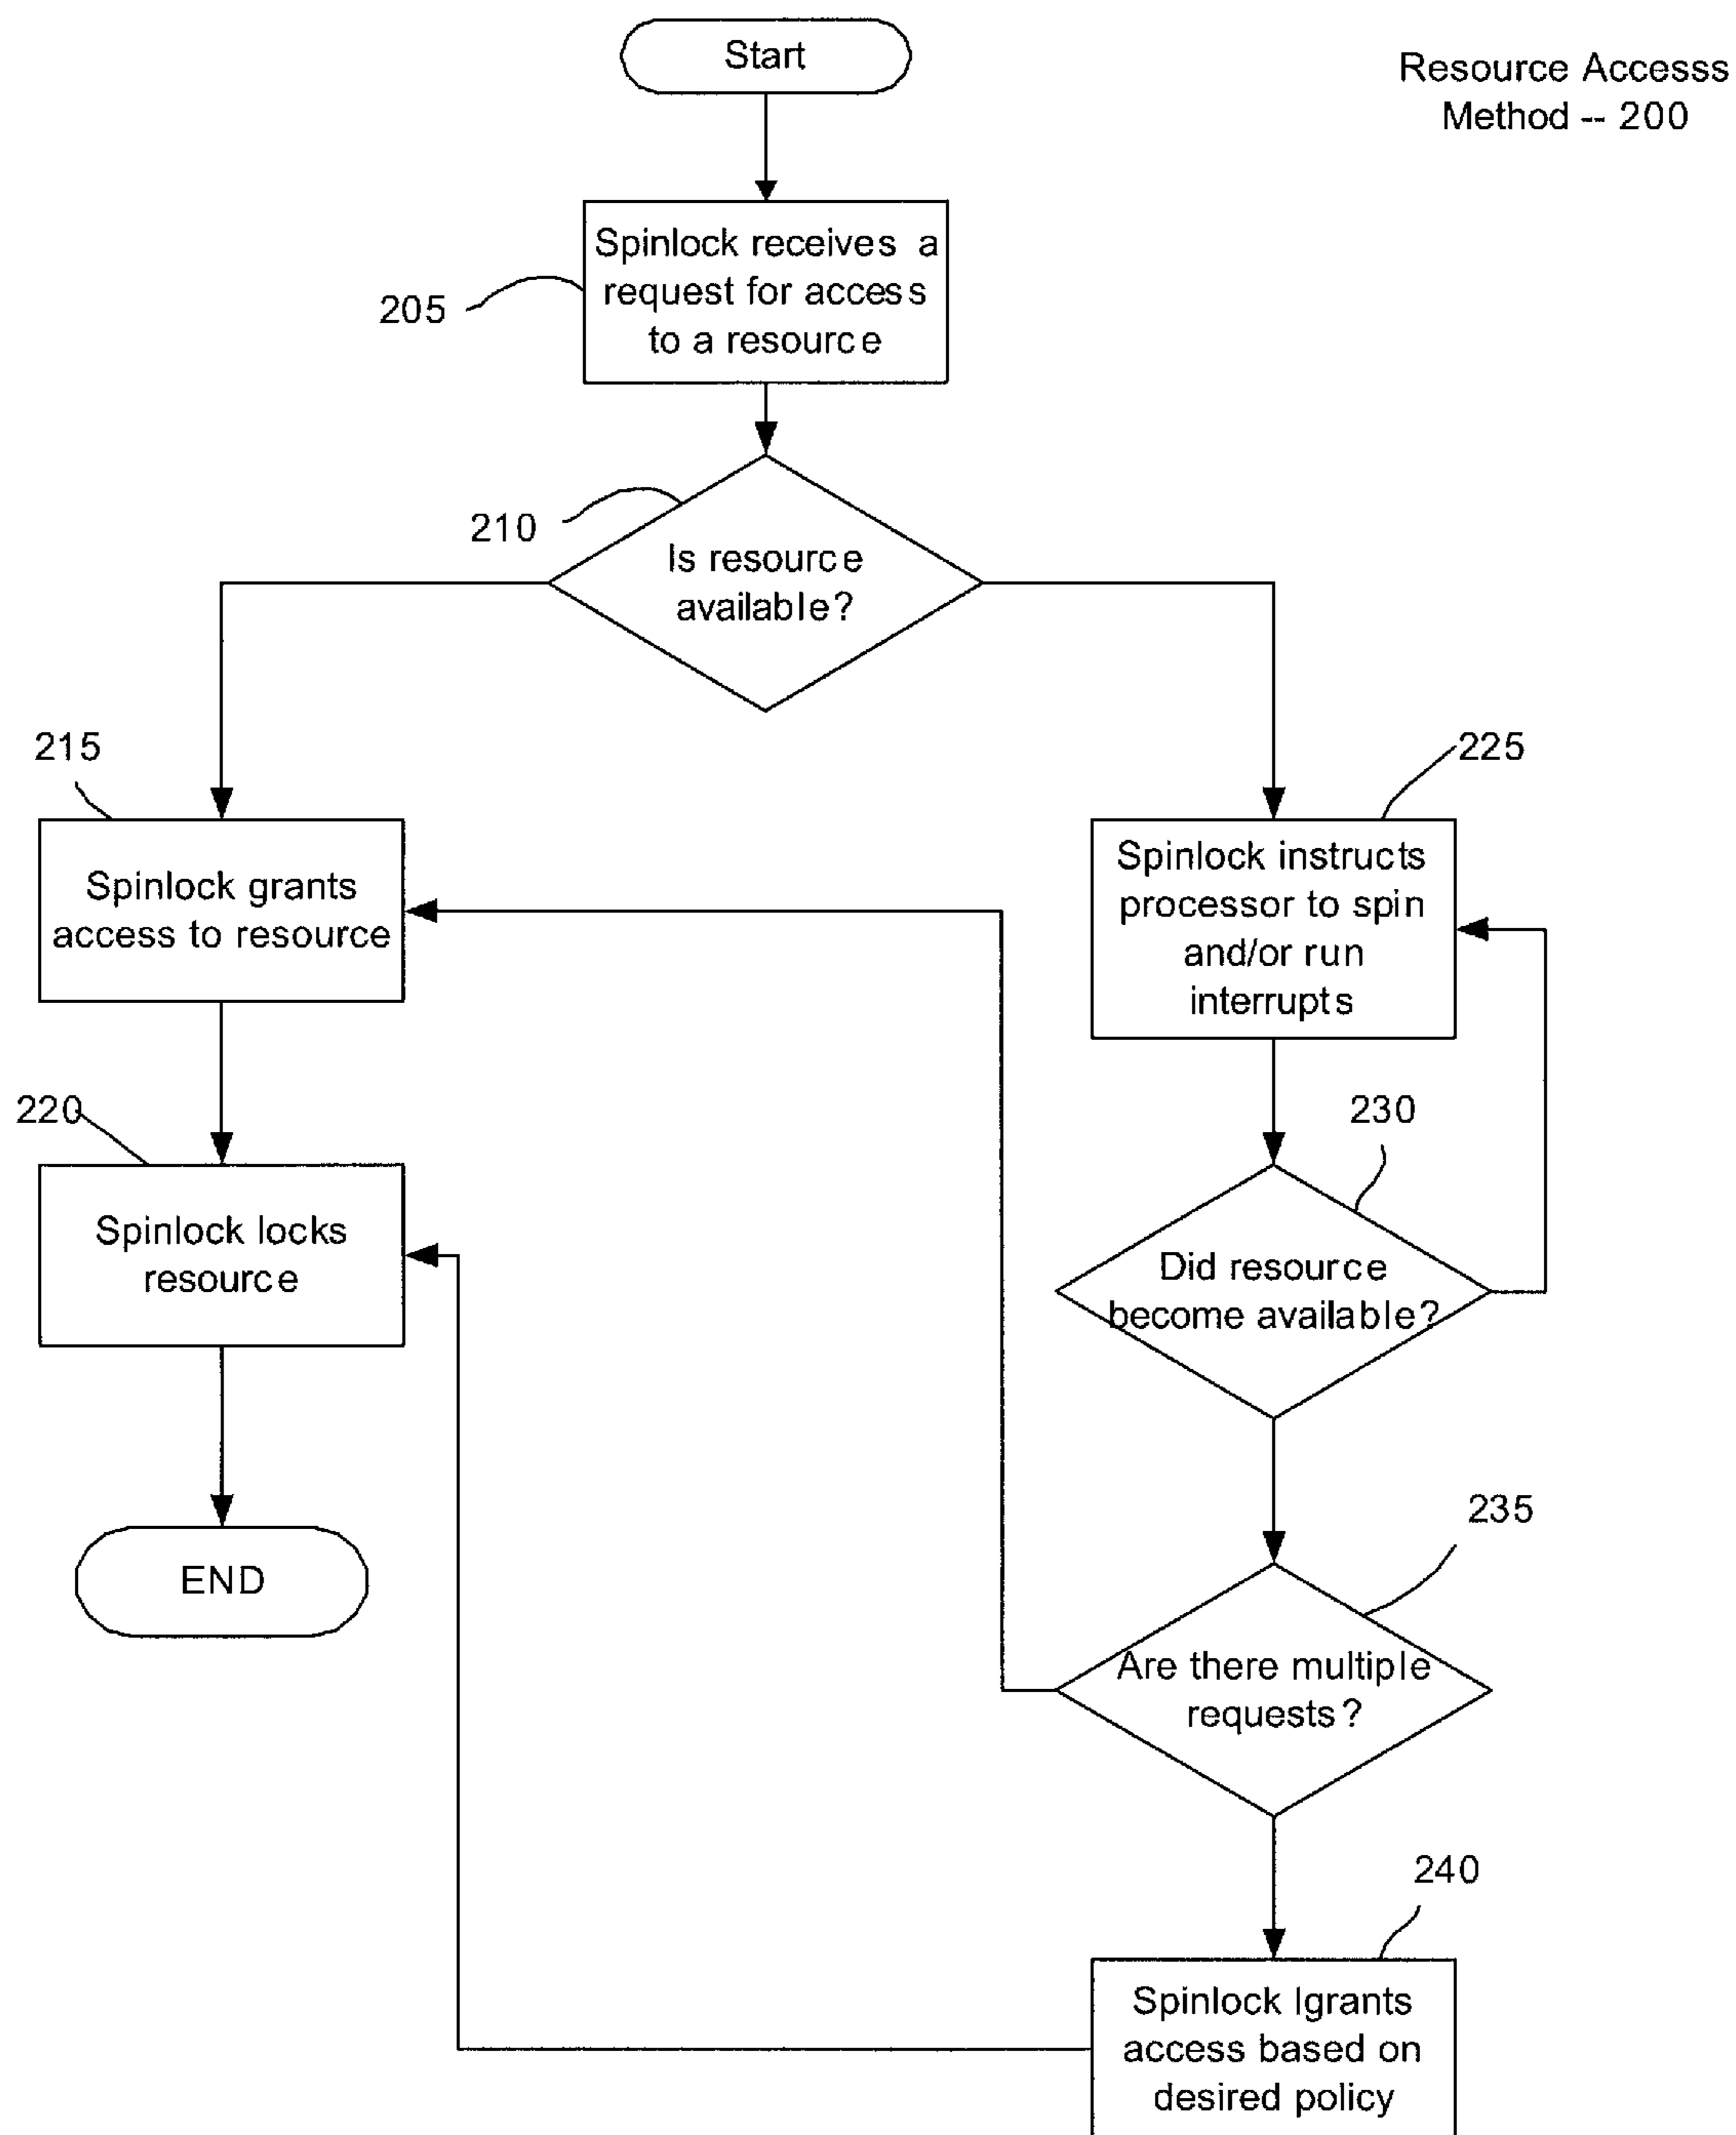 Start
Resource Accesss
Method -- 200
Spinlock receives a
request for access
to a resource
205
210
Is resource
available?
215
225
Spinlock grants
access to resource
Spinlock instructs
processor to spin
and/or run
interrupts
220
230
Spinlock locks
resource
Did resource
become available?
235
END
Are there multiple
requests?
240
Spinlock lgrants
access based on
desired policy